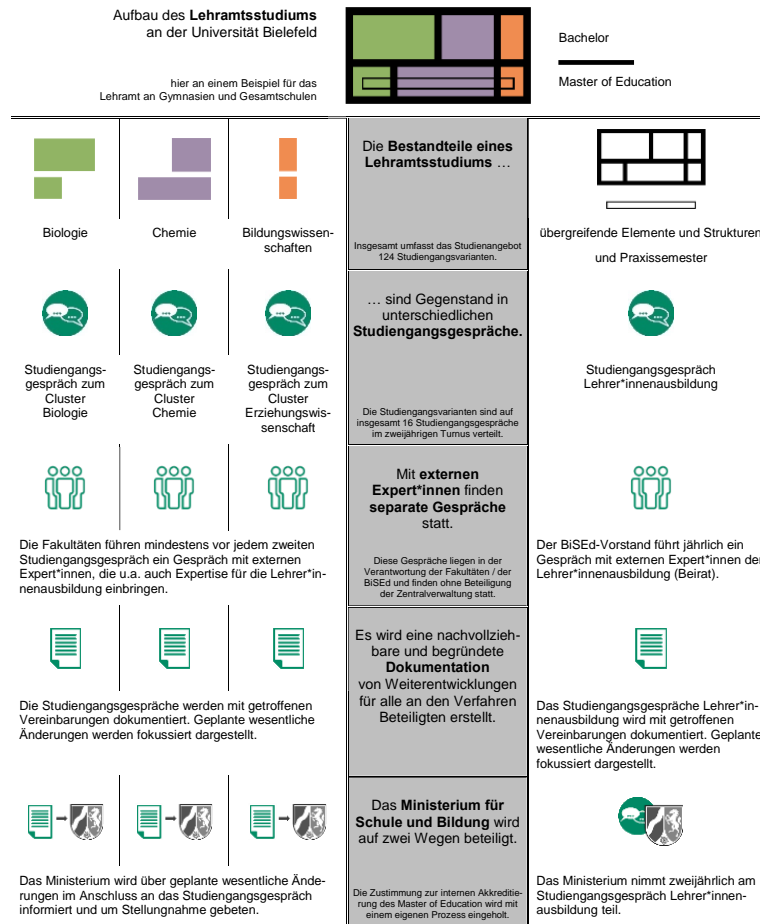 Aufbau des Lehramtsstudiums
an der Universität Bielefeld
hier an einem Beispiel für das
Lehramt an Gymnasien und Gesamtschulen
Bachelor
Master of Education
Biologie
Chemie
Bildungswissen-
schaften
Die Bestandteile eines
Lehramtsstudiums …
Insgesamt umfasst das Studienangebot
124 Studiengangsvarianten.
übergreifende Elemente und Strukturen
und Praxissemester
Studiengangs-
gespräch zum
Cluster
Biologie
Studiengangs-
gespräch zum
Cluster
Chemie
Studiengangs-
gespräch zum
Cluster
Erziehungswis-
senschaft
… sind Gegenstand in
unterschiedlichen
Studiengangsgespräche.
Die Studiengangsvarianten sind auf
insgesamt 16 Studiengangsgespräche
im zweijährigen Turnus verteilt.
Studiengangsgespräch
Lehrer*innenausbildung
Die Fakultäten führen mindestens vor jedem zweiten
Studiengangsgespräch ein Gespräch mit externen
Expert*innen, die u.a. auch Expertise für die Lehrer*in-
nenausbildung einbringen.
Mit externen
Expert*innen finden
separate Gespräche
statt.
Diese Gespräche liegen in der
Verantwortung der Fakultäten / der
BiSEd und finden ohne Beteiligung
der Zentralverwaltung statt.
Der BiSEd-Vorstand führt jährlich ein
Gespräch mit externen Expert*innen der
Lehrer*innenausbildung (Beirat).
Die Studiengangsgespräche werden mit getroffenen
Vereinbarungen dokumentiert. Geplante wesentliche
Änderungen werden fokussiert dargestellt.
Es wird eine nachvollzieh-
bare und begründete
Dokumentation
von Weiterentwicklungen
für alle an den Verfahren
Beteiligten erstellt.
Das Studiengangsgespräche Lehrer*in-
nenausbildung wird mit getroffenen
Vereinbarungen dokumentiert. Geplante
wesentliche Änderungen werden
fokussiert dargestellt.
Das Ministerium wird über geplante wesentliche Ände-
rungen im Anschluss an das Studiengangsgespräch
informiert und um Stellungnahme gebeten.
Das Ministerium für
Schule und Bildung wird
auf zwei Wegen beteiligt.
Die Zustimmung zur internen Akkreditie-
rung des Master of Education wird mit
einem eigenen Prozess eingeholt.
Das Ministerium nimmt zweijährlich am
Studiengangsgespräch Lehrer*innen-
ausbildung teil.